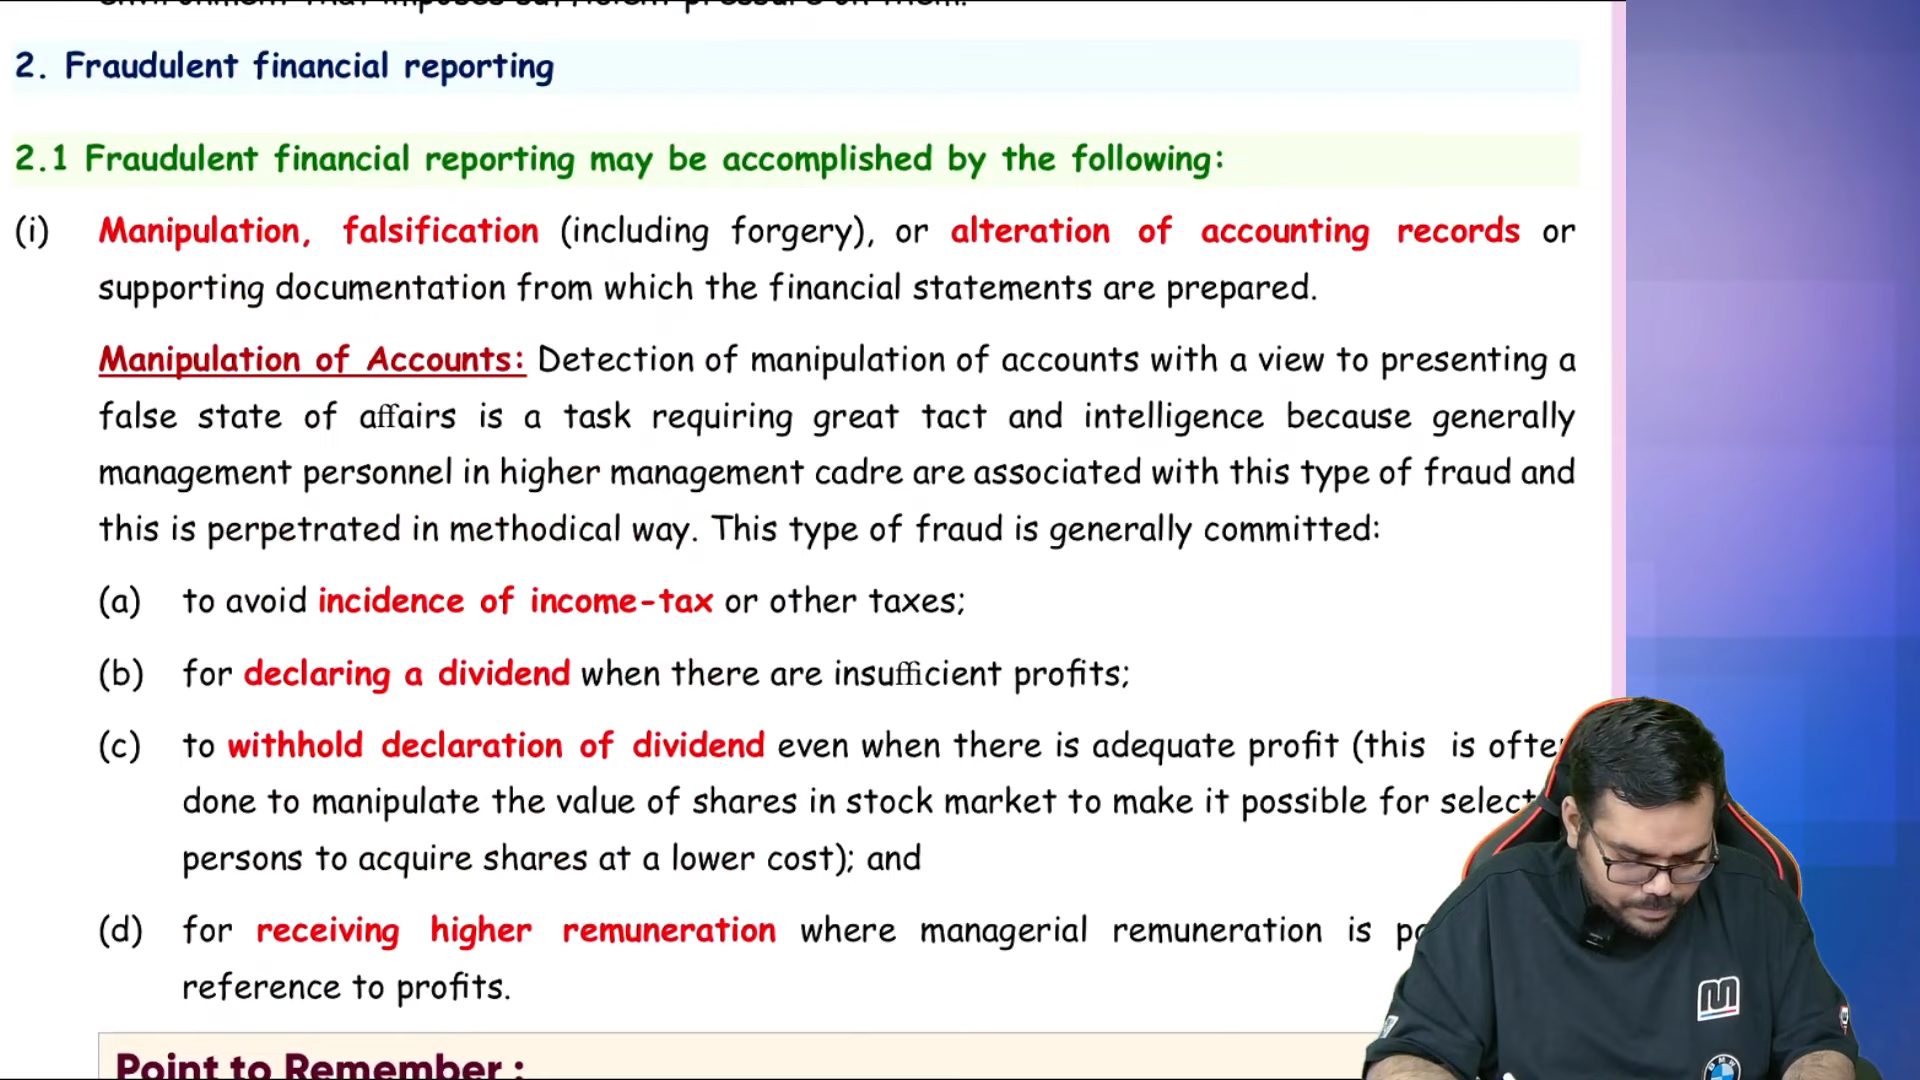 2. Fraudulent financial reporting
2.1 Fraudulent financial reporting may be accomplished by the following:
(i) Manipulation, falsification (including forgery), or alteration of accounting records or
supporting documentation from which the financial statements are prepared.
Manipulation of Accounts: Detection of manipulation of accounts with a view to presenting a
false state of affairs is a task requiring great tact and intelligence because generally
management personnel in higher management cadre are associated with this type of fraud and
this is perpetrated in methodical way. This type of fraud is generally committed:
(a) to avoid incidence of income-tax or other taxes;
(b) for declaring a dividend when there are insufficient profits;
(c) to withhold declaration of dividend even when there is adequate profit (this is
done to manipulate the value of shares in stock market to make it possible for
persons to acquire shares at a lower cost); and
(d) for receiving higher remuneration where managerial remuneration is
reference to profits.
Point to Remember :